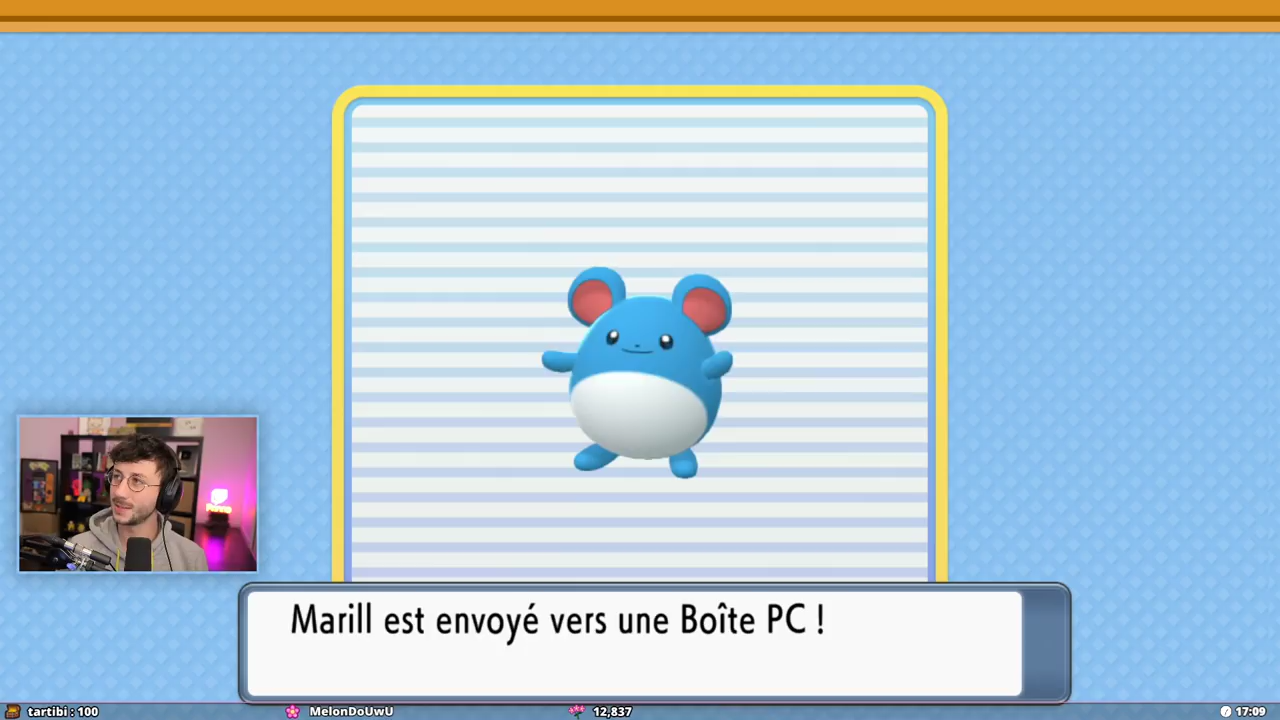 Marill est envoyé vers une Boîte PC !
tartibi : 100
MelonDoUwU
12,837
17:09